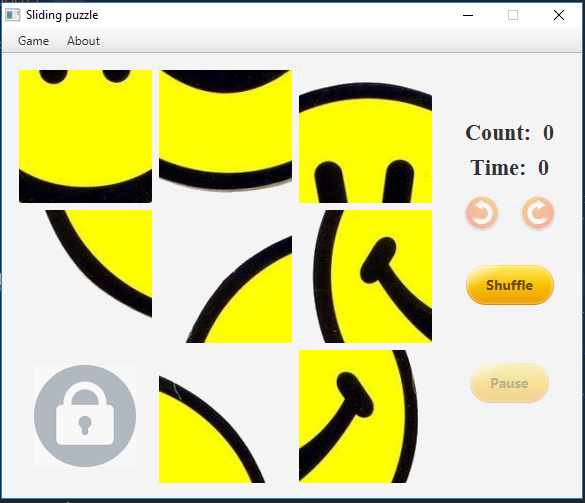 Sliding puzzle
Game About
Count: 0
Time: 0
Shuffle
Pause